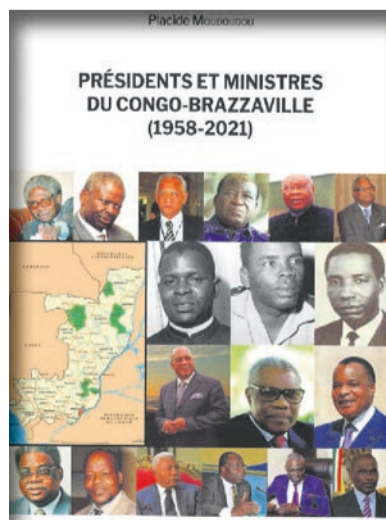 Placide Moudoudou
PRÉSIDENTS ET MINISTRES
DU CONGO-BRAZZAVILLE
(1958-2021)